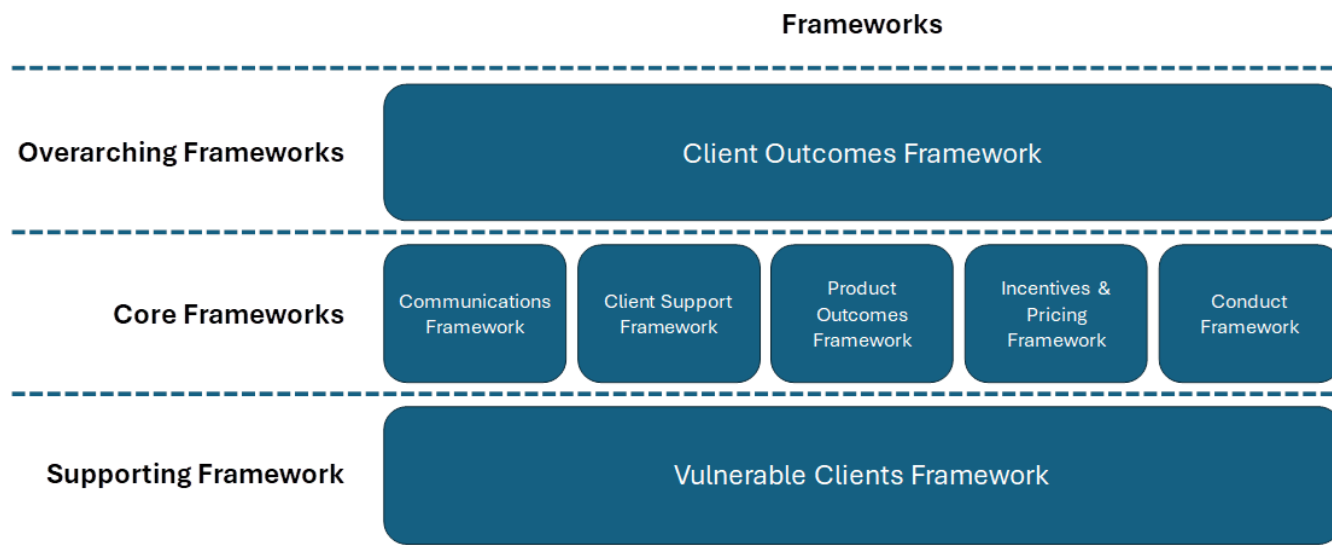 Frameworks
Overarching Frameworks
Client Outcomes Framework
Core Frameworks
Communications
Framework
Client Support
Framework
Product
Outcomes
Framework
Incentives &
Pricing
Framework
Conduct
Framework
Supporting Framework
Vulnerable Clients Framework